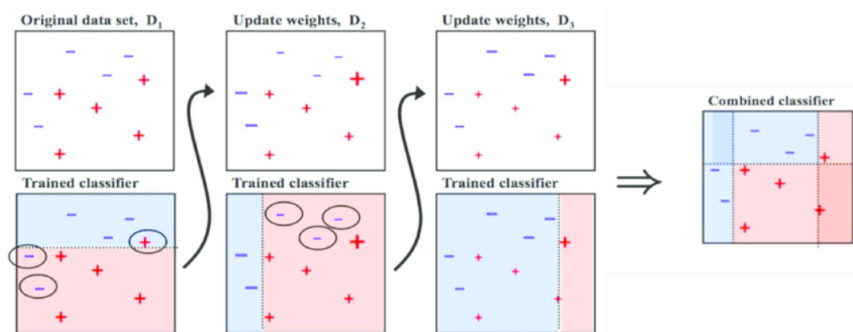 Original data set, D₁
Update weights, D₂
Update weights, D₃
Combined classifier
Trained classifier
Trained classifier
Trained classifier